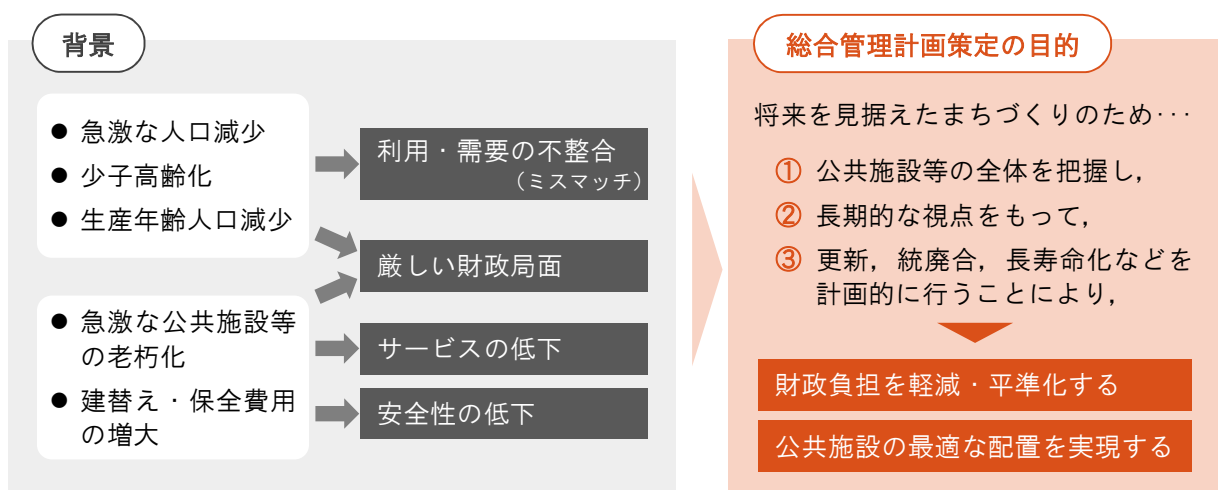 背景
● 急激な人口減少
● 少子高齢化
● 生産年齢人口減少
● 急激な公共施設等
の老朽化
● 建替え・保全費用
の増大
利用・需要の不整合
（ミスマッチ）
厳しい財政局面
サービスの低下
安全性の低下
総合管理計画策定の目的
将来を見据えたまちづくりのため･･･
① 公共施設等の全体を把握し，
② 長期的な視点をもって，
③ 更新，統廃合，長寿命化などを
計画的に行うことにより，
財政負担を軽減・平準化する
公共施設の最適な配置を実現する